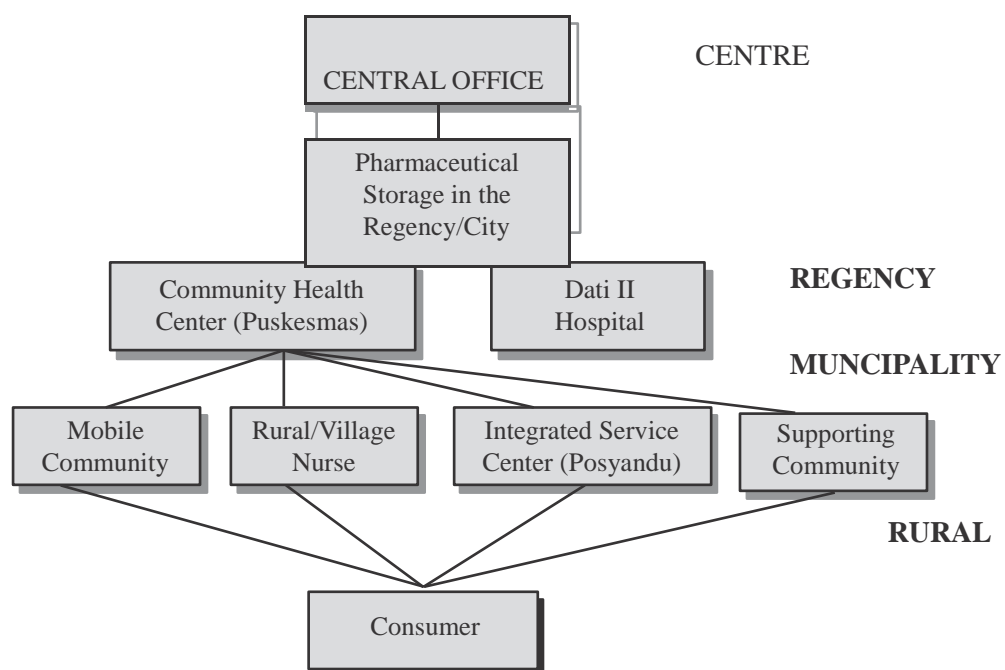 CENTRE
CENTRAL OFFICE
Pharmaceutical
Storage in the
Regency/City
REGENCY
Community Health
Center (Puskesmas)
Dati II
Hospital
MUNCIPALITY
Mobile
Community
Rural/Village
Nurse
Integrated Service
Center (Posyandu)
Supporting
Community
RURAL
Consumer